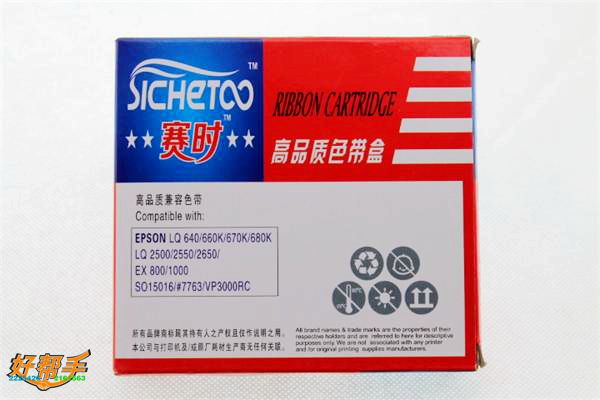 SICHETOO TM
赛时 TM
RIBBON CARTRIDGE
高品质色带盒
高品质兼容色带
Compatible with:
EPSON LQ 640/660K/670K/680K
LQ 2500/2550/2650/
EX 800/1000
SO15016/#7763/VP3000RC
所有品牌商标属其持有人之产权且仅作说明之用。
本公司与打印机及/或原厂耗材生产商无任何关联。
All brand names & trade marks are the properties of their
respective holders and are referred to here for descriptive
purposes only. We are not associated with any printer
and /or original printing supplies manufacturers.
好帮手